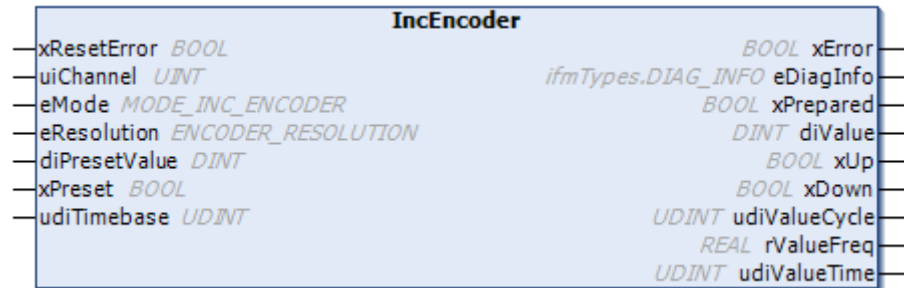 IncEncoder
xResetError BOOL BOOL xError
uiChannel UINT ifmTypes.DIAG_INFO eDiagInfo
eMode MODE_INC_ENCODER BOOL xPrepared
eResolution ENCODER_RESOLUTION DINT diValue
diPresetValue DINT BOOL xUp
xPreset BOOL BOOL xDown
udiTimebase UDINT UDINT udiValueCycle
REAL rValueFreq
UDINT udiValueTime